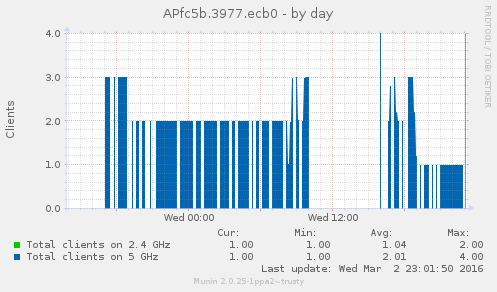 APfc5b.3977.ecb0 - by day
RRDTOOL / TOBI OETIKER
Clients
4.0
3.0
2.0
1.0
0.0
Wed 00:00 Wed 12:00
Cur: Min: Avg: Max:
Total clients on 2.4 GHz 1.00 1.00 1.04 2.00
Total clients on 5 GHz 1.00 1.00 2.01 4.00
Last update: Wed Mar 2 23:01:50 2016
Munin 2.0.25-1ppa2~trusty